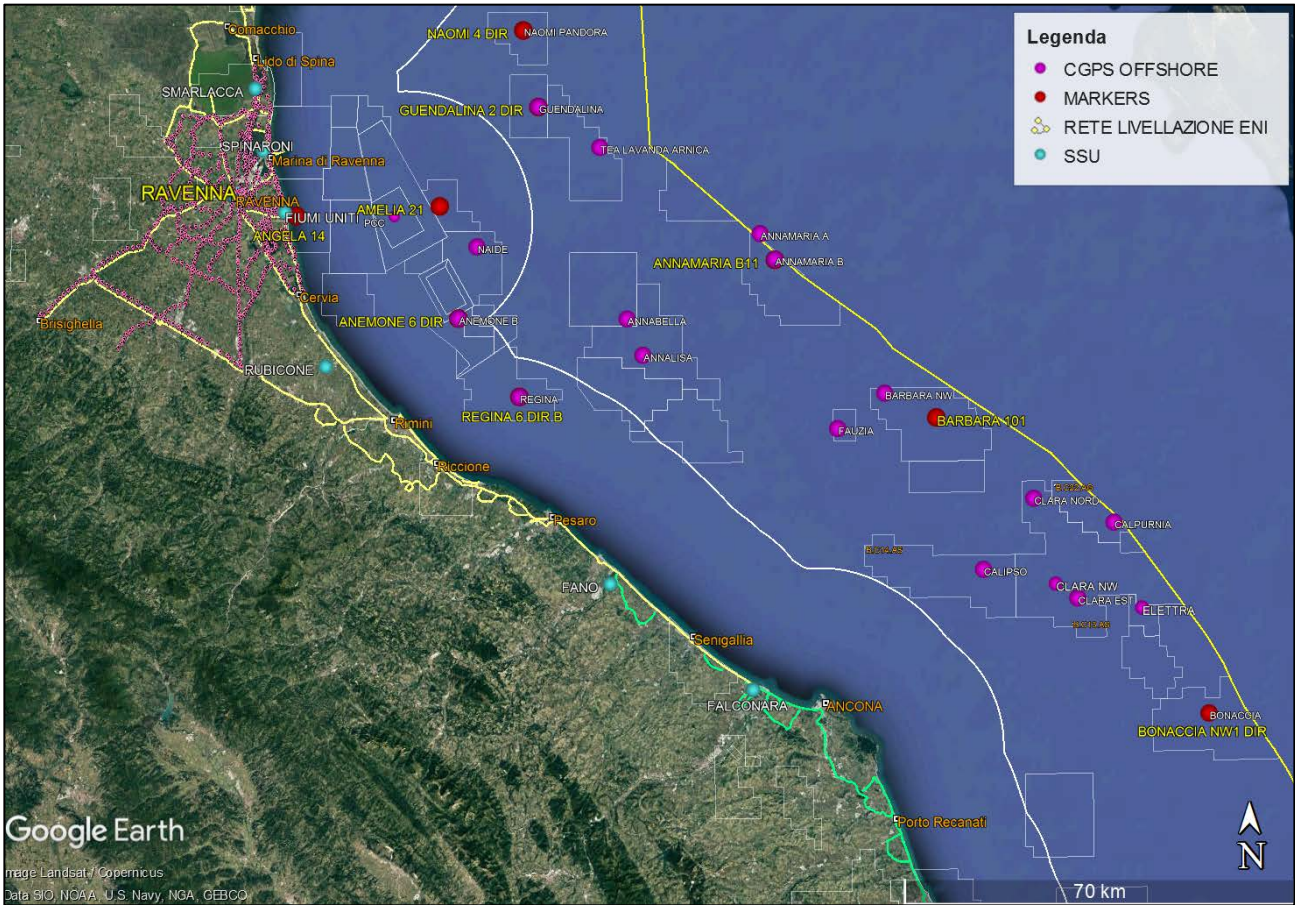 Comacchio
Lido di Spina
SMARLACCA
SPINARONI
Marina di Ravenna
RAVENNA
RAVENNA
FIUMI UNITI
ANGELA 14
Cervia
Brisighella
RUBICONE
Rimini
Riccione
Pesaro
FANO
Senigallia
FALCONARA
ANCONA
Porto Recanati
NAOMI 4 DIR
NAOMI PANDORA
GUENDALINA 2 DIR
GUENDALINA
TEA LAVANDA ARNICA
AMELIA 21
PCC
NAIDE
ANNAMARIA A
ANNAMARIA B11
ANNAMARIA B
ANEMONE 6 DIR
ANEMONE B
ANNABELLA
ANNALISA
REGINA
REGINA 6 DIR B
BARBARA NW
BARBARA 101
FAUZIA
CLARA NORD
CALPURNIA
CALIPSO
CLARA NW
CLARA EST
ELETTRA
BONACCIA
BONACCIA NW1 DIR
Legenda
CGPS OFFSHORE
MARKERS
RETE LIVELLAZIONE ENI
SSU
N
70 km
Google Earth
Image Landsat / Copernicus
Data SIO, NOAA, U.S. Navy, NGA, GEBCO